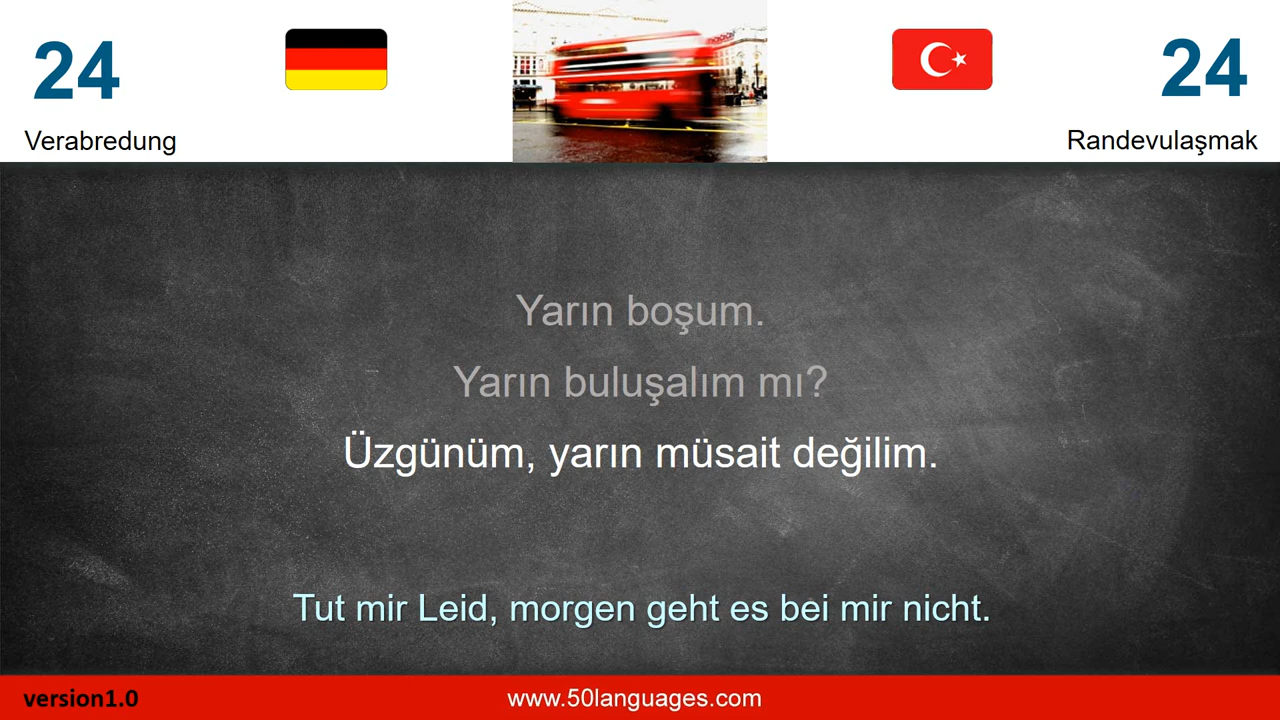 24
24
Verabredung
Randevulaşmak
Yarın boşum.
Yarın buluşalım mı?
Üzgünüm, yarın müsait değilim.
Tut mir Leid, morgen geht es bei mir nicht.
version1.0
www.50languages.com